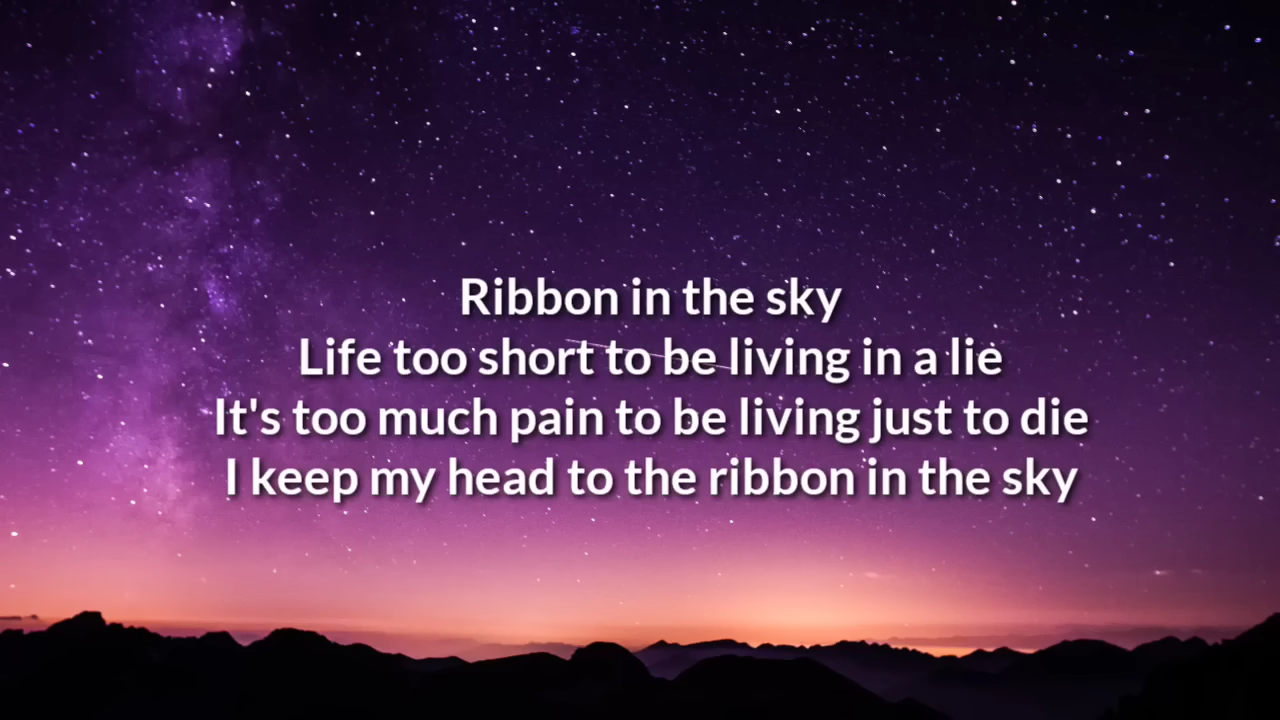 Ribbon in the sky
Life too short to be living in a lie
It's too much pain to be living just to die
I keep my head to the ribbon in the sky